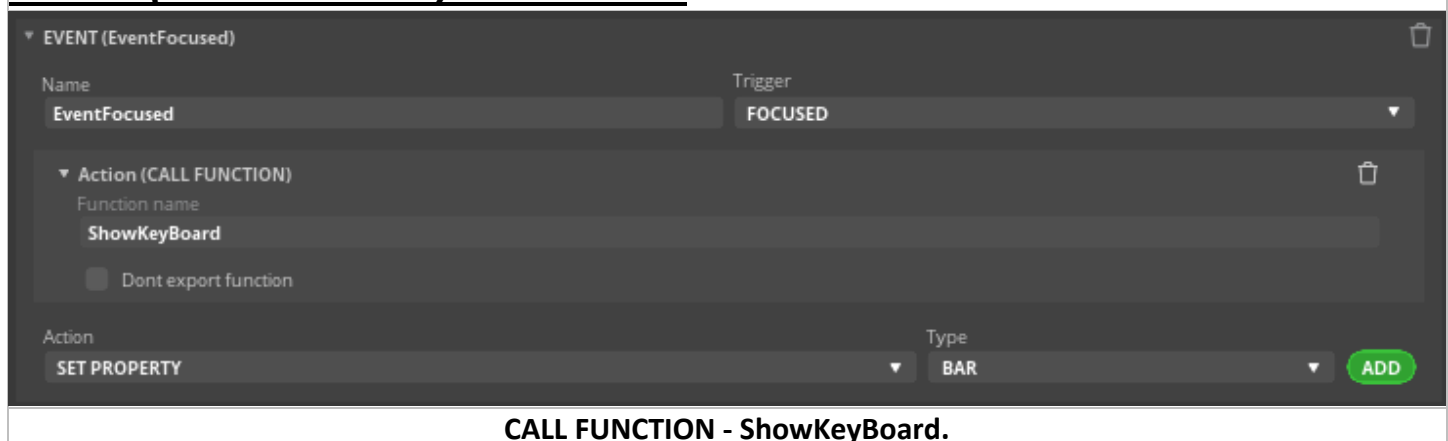 EVENT (EventFocused)
Name Trigger
EventFocused FOCUSED
Action (CALL FUNCTION)
Function name
ShowKeyBoard
Dont export function
Action Type
SET PROPERTY BAR ADD
CALL FUNCTION - ShowKeyBoard.